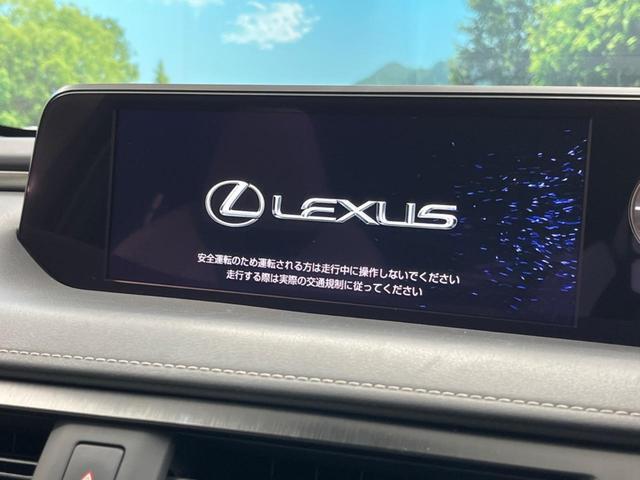 LEXUS
安全運転のため運転される方は走行中に操作しないでください
走行する際は実際の交通規制に従ってください